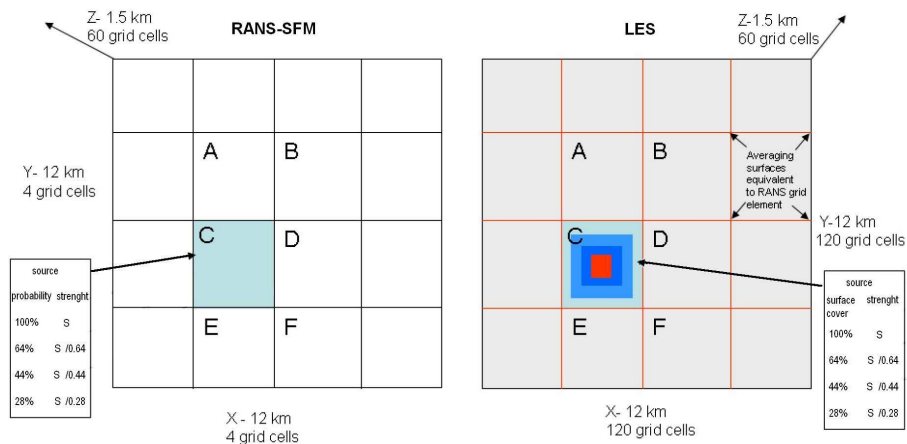 Z- 1.5 km
60 grid cells
RANS-SFM
LES
Z-1.5 km
60 grid cells
Y- 12 km
4 grid cells
A
B
C
D
E
F
source
probability strenght
100% S
64% S /0.64
44% S /0.44
28% S /0.28
X - 12 km
4 grid cells
A
B
C
D
E
F
Averaging
surfaces
equivalent
to RANS grid
element
Y-12 km
120 grid cells
source
surface
cover strenght
100% S
64% S /0.64
44% S /0.44
28% S /0.28
X- 12 km
120 grid cells